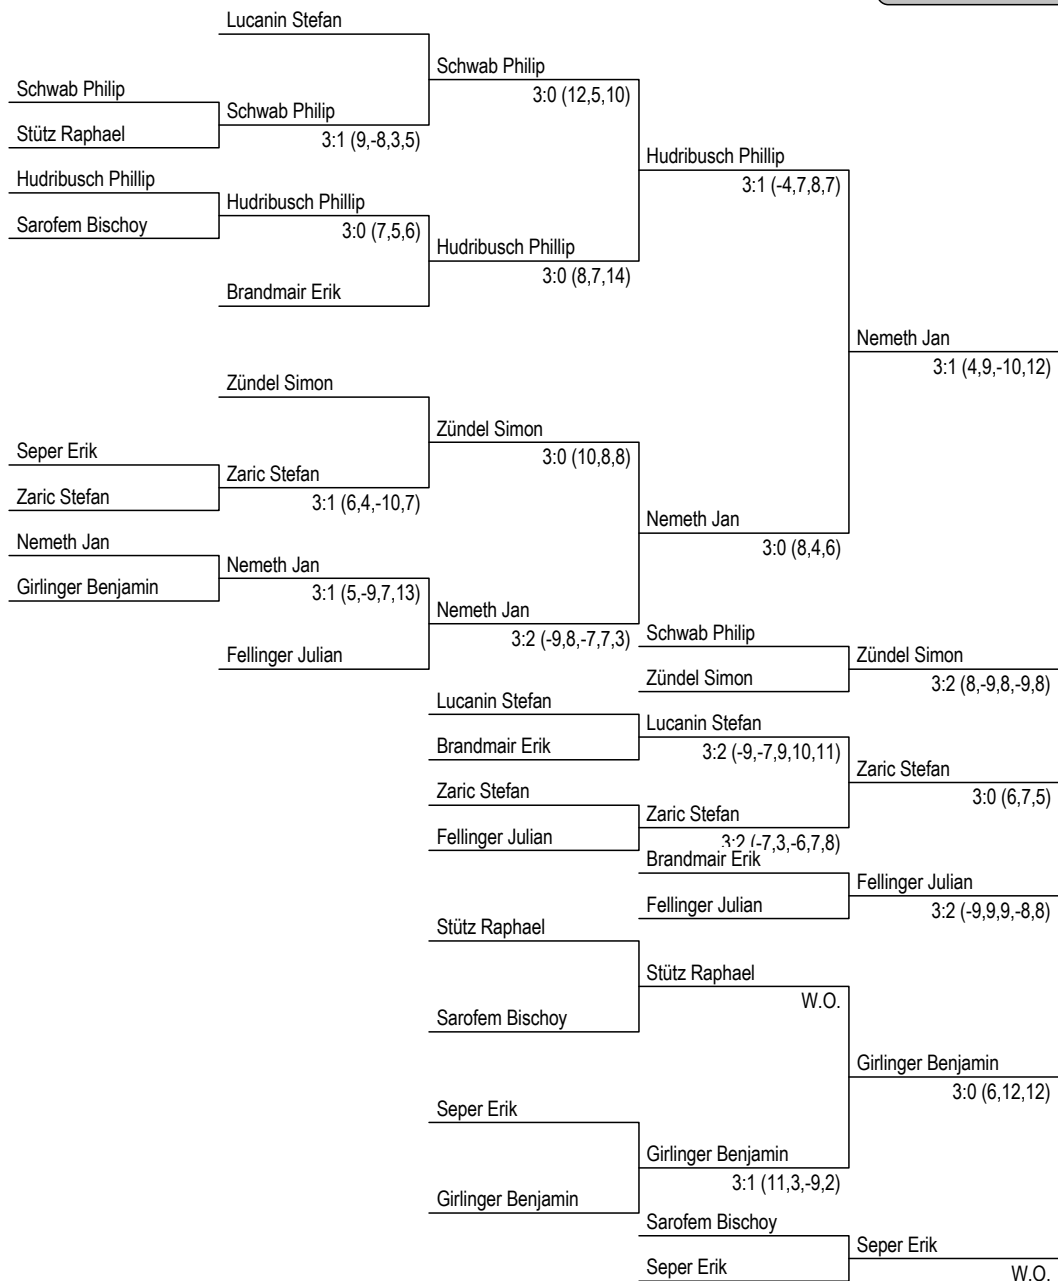 Lucanin Stefan
Schwab Philip
3:0 (12,5,10)
Schwab Philip
Schwab Philip
3:1 (9,-8,3,5)
Stütz Raphael
Hudribusch Phillip
3:1 (-4,7,8,7)
Hudribusch Phillip
Hudribusch Phillip
3:0 (7,5,6)
Sarofem Bischoy
Hudribusch Phillip
3:0 (8,7,14)
Brandmair Erik
Nemeth Jan
3:1 (4,9,-10,12)
Zündel Simon
Zündel Simon
3:0 (10,8,8)
Seper Erik
Zaric Stefan
3:1 (6,4,-10,7)
Zaric Stefan
Nemeth Jan
3:0 (8,4,6)
Nemeth Jan
Nemeth Jan
3:1 (5,-9,7,13)
Girlinger Benjamin
Nemeth Jan
3:2 (-9,8,-7,7,3)
Fellinger Julian
Schwab Philip
Zündel Simon
3:2 (8,-9,8,-9,8)
Zündel Simon
Lucanin Stefan
Lucanin Stefan
3:2 (-9,-7,9,10,11)
Brandmair Erik
Zaric Stefan
3:0 (6,7,5)
Zaric Stefan
Zaric Stefan
3:2 (-7,3,-6,7,8)
Fellinger Julian
Brandmair Erik
Fellinger Julian
3:2 (-9,9,9,-8,8)
Fellinger Julian
Stütz Raphael
Stütz Raphael
W.O.
Sarofem Bischoy
Girlinger Benjamin
3:0 (6,12,12)
Seper Erik
Girlinger Benjamin
3:1 (11,3,-9,2)
Girlinger Benjamin
Sarofem Bischoy
Seper Erik
W.O.
Seper Erik